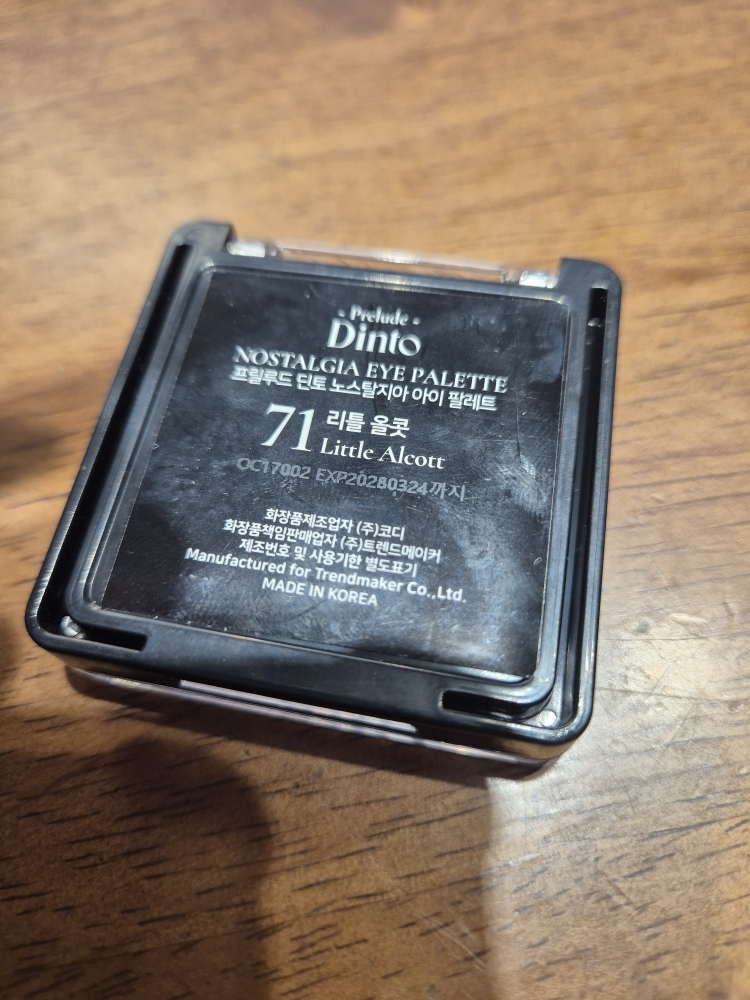 - Prelude -
Dinto
NOSTALGIA EYE PALETTE
프릴루드 딘토 노스탈지아 아이 팔레트
71 리틀 올콧
Little Alcott
OC17002 EXP20280324까지
화장품제조업자 (주)코디
화장품책임판매업자 (주)트렌드메이커
제조번호 및 사용기한 별도표기
Manufactured for Trendmaker Co.,Ltd.
MADE IN KOREA